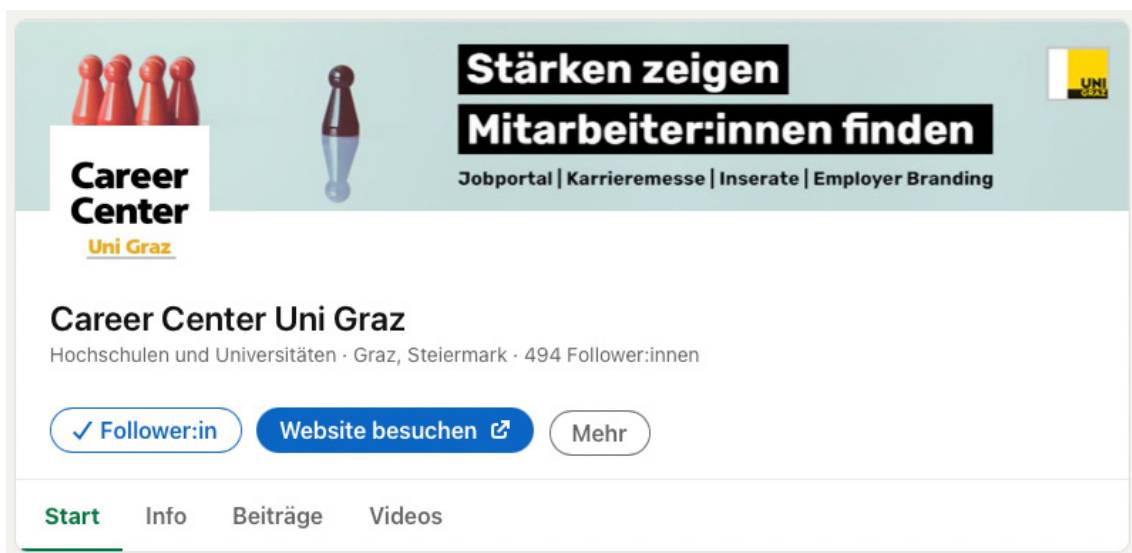 Stärken zeigen
Mitarbeiter:innen finden
Jobportal | Karrieremesse | Inserate | Employer Branding
UNI
GRAZ
Career
Center
Uni Graz
Career Center Uni Graz
Hochschulen und Universitäten · Graz, Steiermark · 494 Follower:innen
✓ Follower:in Website besuchen Mehr
Start Info Beiträge Videos